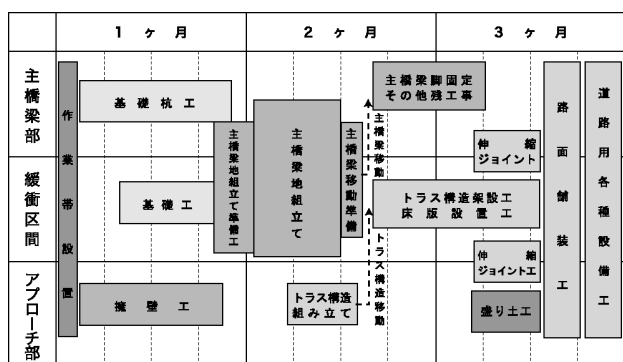 1ヶ月
2ヶ月
3ヶ月
主橋梁部
緩衝区間
アプローチ部
作業帯設置
基礎杭工
基礎工
擁壁工
主橋梁地組立て準備工
主橋梁地組立て
主橋梁移動準備
主橋梁移動
主橋梁脚固定
その他残工事
トラス構造架設工
床版設置工
トラス構造移動
トラス構造
組み立て
伸縮
ジョイント
伸縮
ジョイント工
盛り土工
路面舗装工
道路用各種設備工